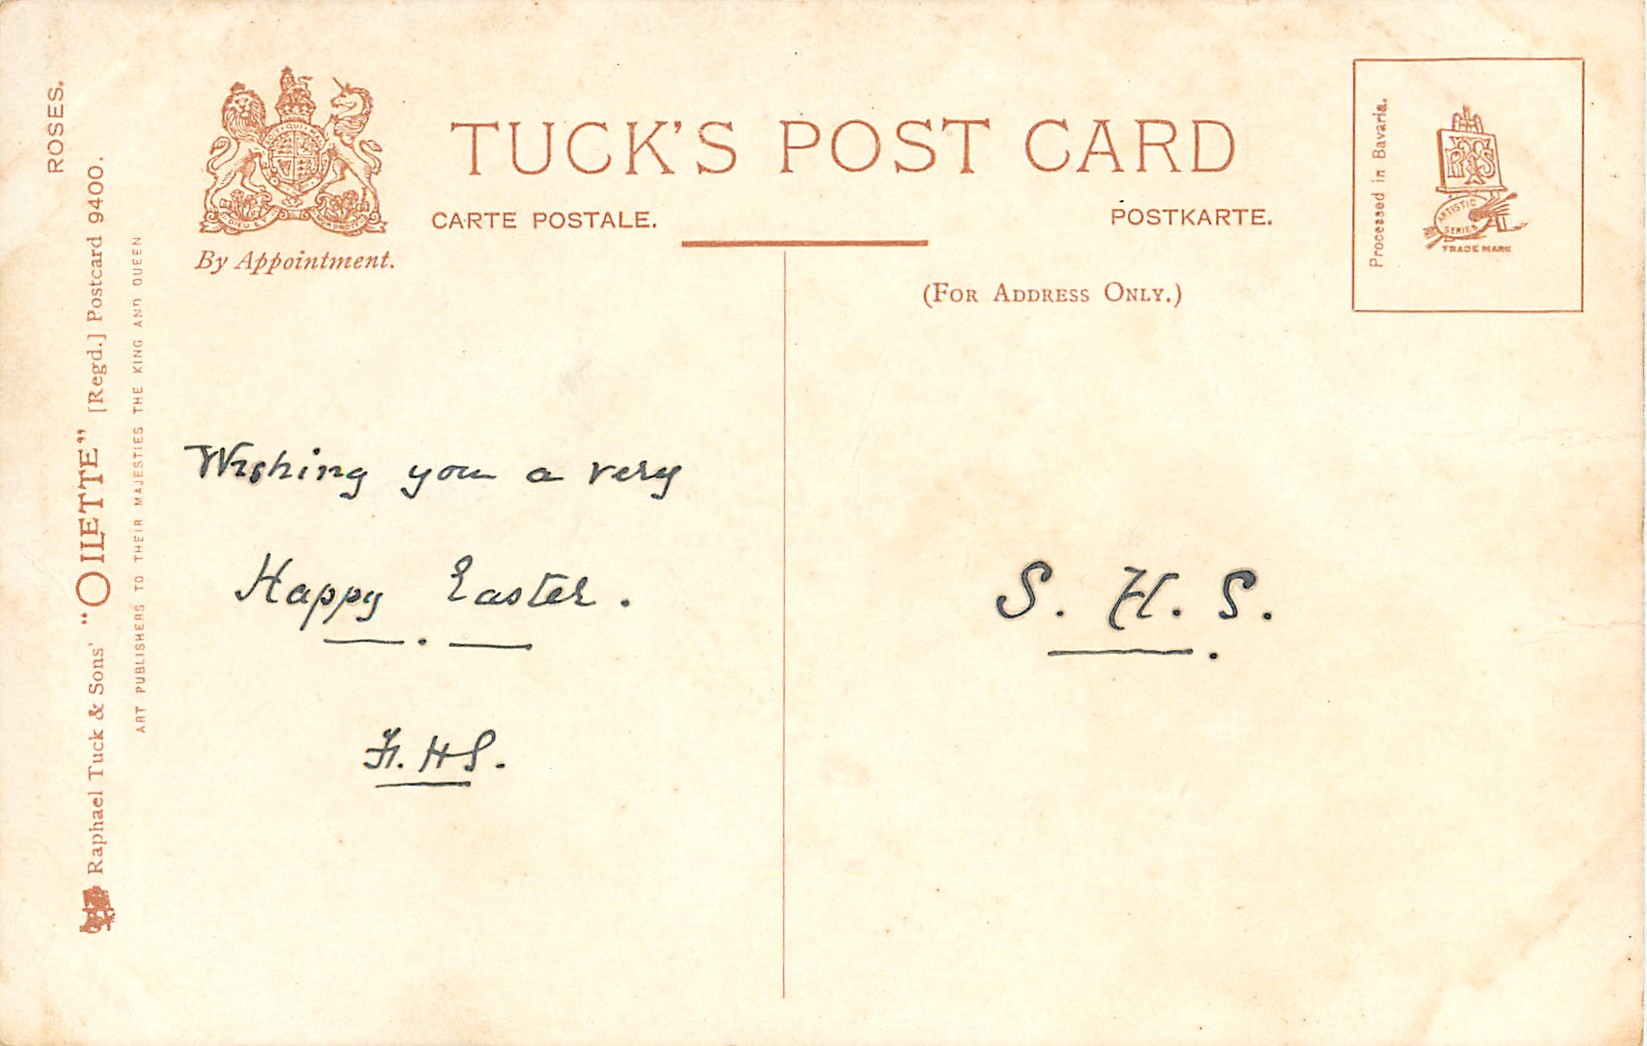 ROSES.
Raphael Tuck & Sons' "OILETTE" [Regd.] Postcard 9400.
ART PUBLISHERS TO THEIR MAJESTIES THE KING AND QUEEN
By Appointment.
TUCK'S POST CARD
CARTE POSTALE.
POSTKARTE.
(FOR ADDRESS ONLY.)
Processed in Bavaria.
ARTISTIC
SERIES
TRADE MARK
Wishing you a very
Happy Easter.
F. H S.
S. H. S.